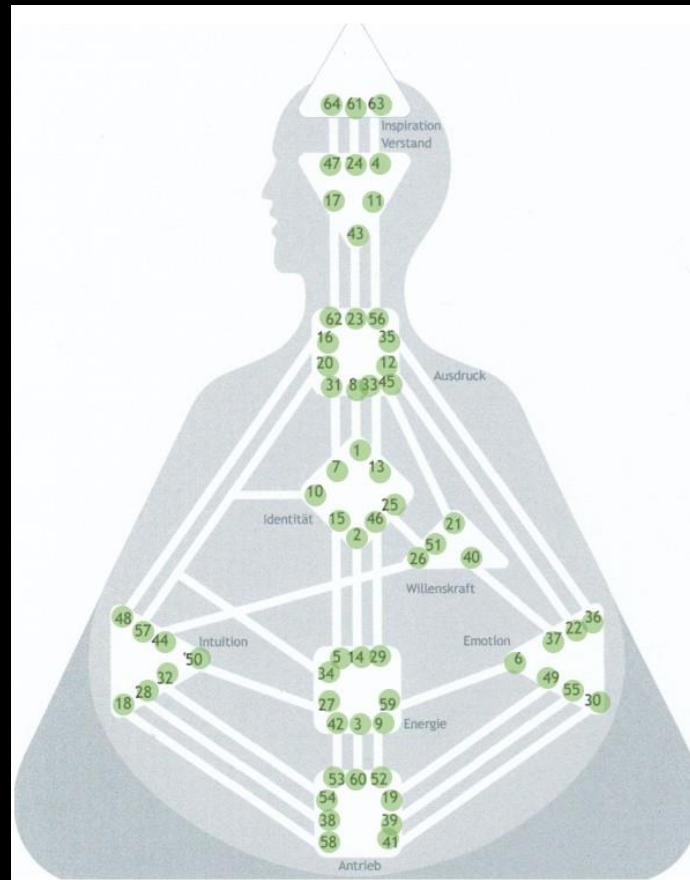 64 61 63
Inspiration
Verstand
47 24 4
17 11
43
62 23 56
16 35
20 12
Ausdruck
31 8 33 45
1
7 13
10 25
Identität 15 46 21
2 51
26 40
Willenskraft
48 36
57 22
44 Intuition Emotion 37
50 6
5 14 29
34
32 49
28 55
18 30
27 59
42 3 9 Energie
53 60 52
54 19
38 39
58 41
Antrieb